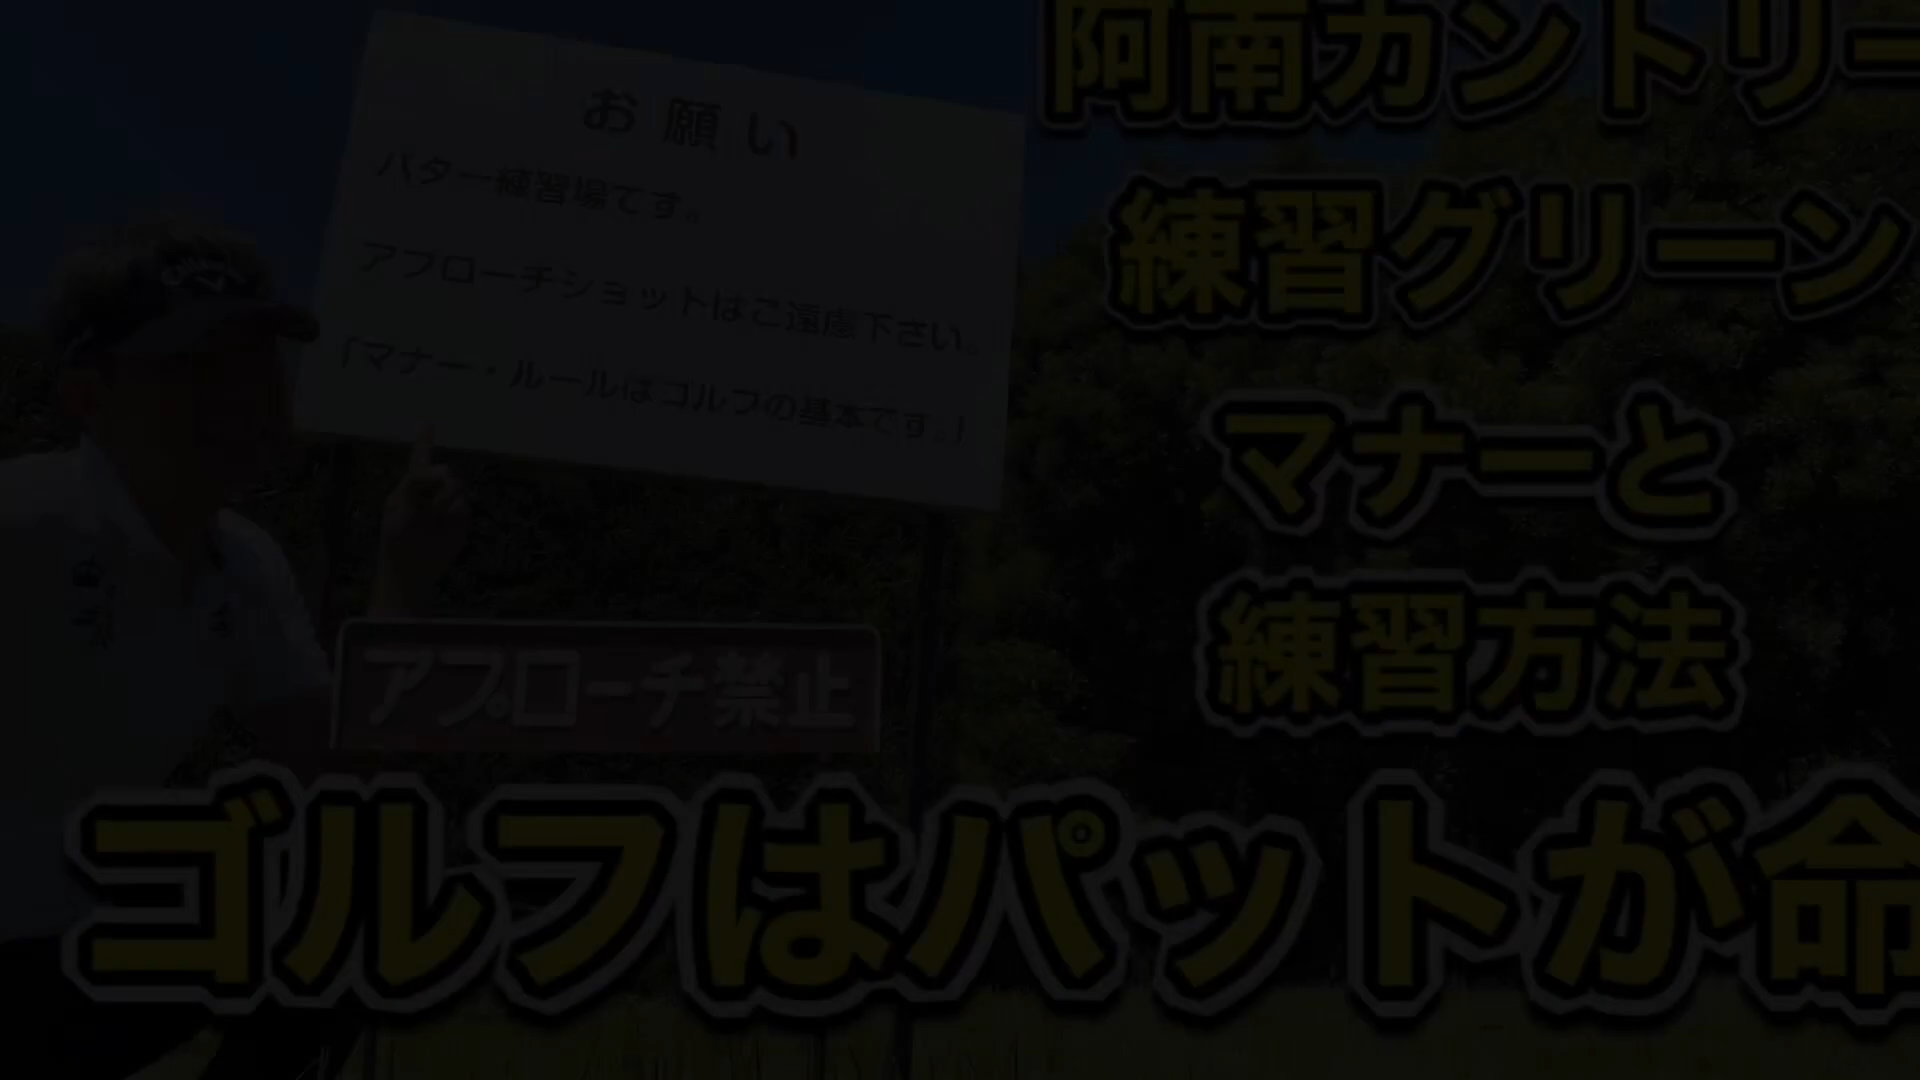 お願い
パター練習場てす。
アプローチショットはご遠慮下さい。
「マナー・ルールはゴルフの基本です。」
アプローチ禁止
阿南カントリー
練習グリーン
マナーと
練習方法
ゴルフはパットが命